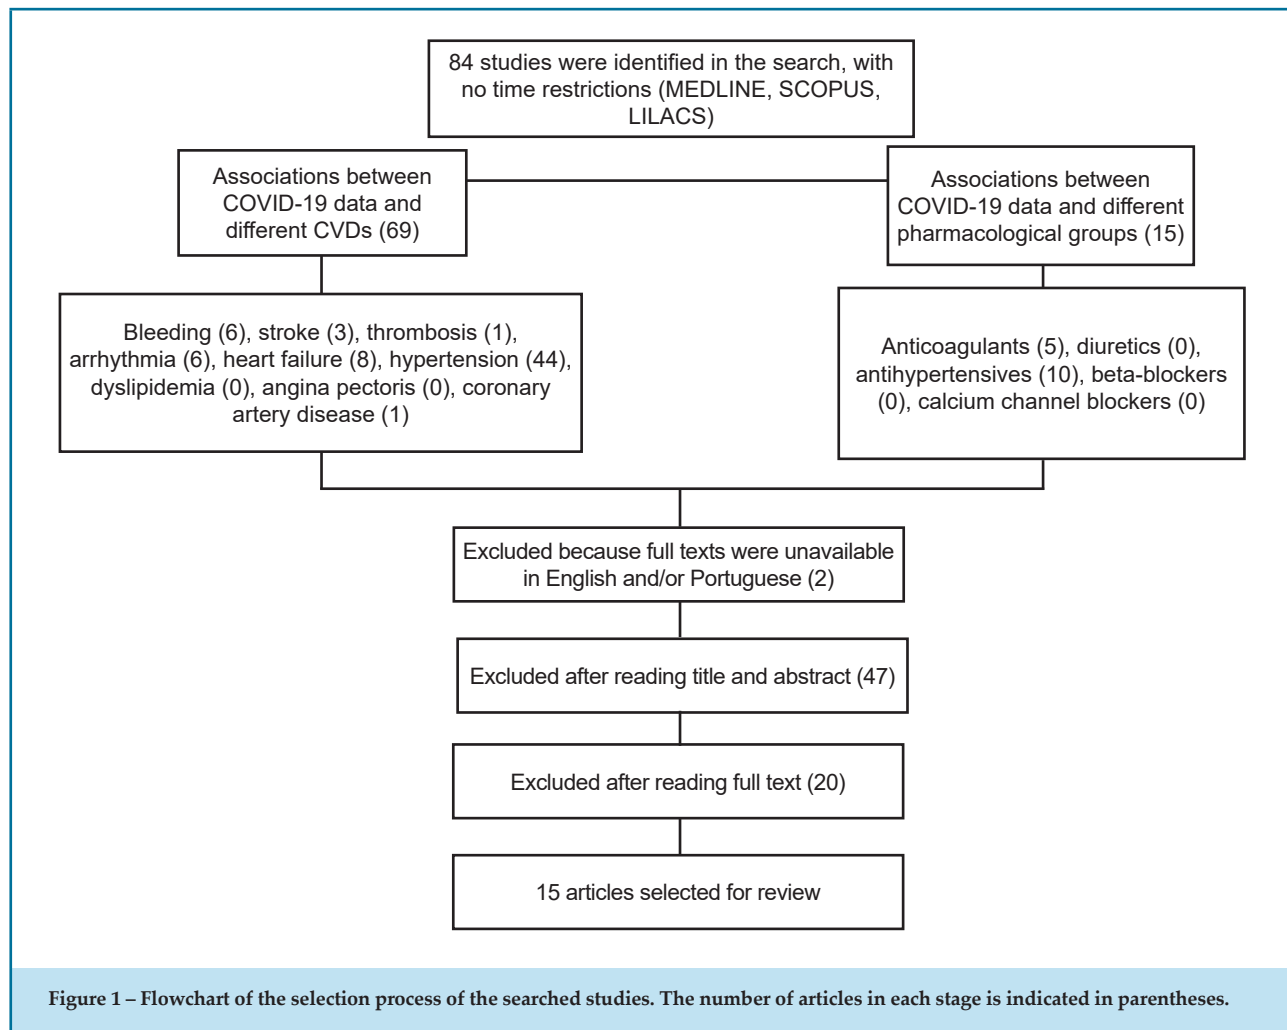 84 studies were identified in the search, with
no time restrictions (MEDLINE, SCOPUS,
LILACS)
Associations between
COVID-19 data and
different CVDs (69)
Associations between
COVID-19 data and different
pharmacological groups (15)
Bleeding (6), stroke (3), thrombosis (1),
arrhythmia (6), heart failure (8), hypertension (44),
dyslipidemia (0), angina pectoris (0), coronary
artery disease (1)
Anticoagulants (5), diuretics (0),
antihypertensives (10), beta-blockers
(0), calcium channel blockers (0)
Excluded because full texts were unavailable
in English and/or Portuguese (2)
Excluded after reading title and abstract (47)
Excluded after reading full text (20)
15 articles selected for review
Figure 1 – Flowchart of the selection process of the searched studies. The number of articles in each stage is indicated in parentheses.